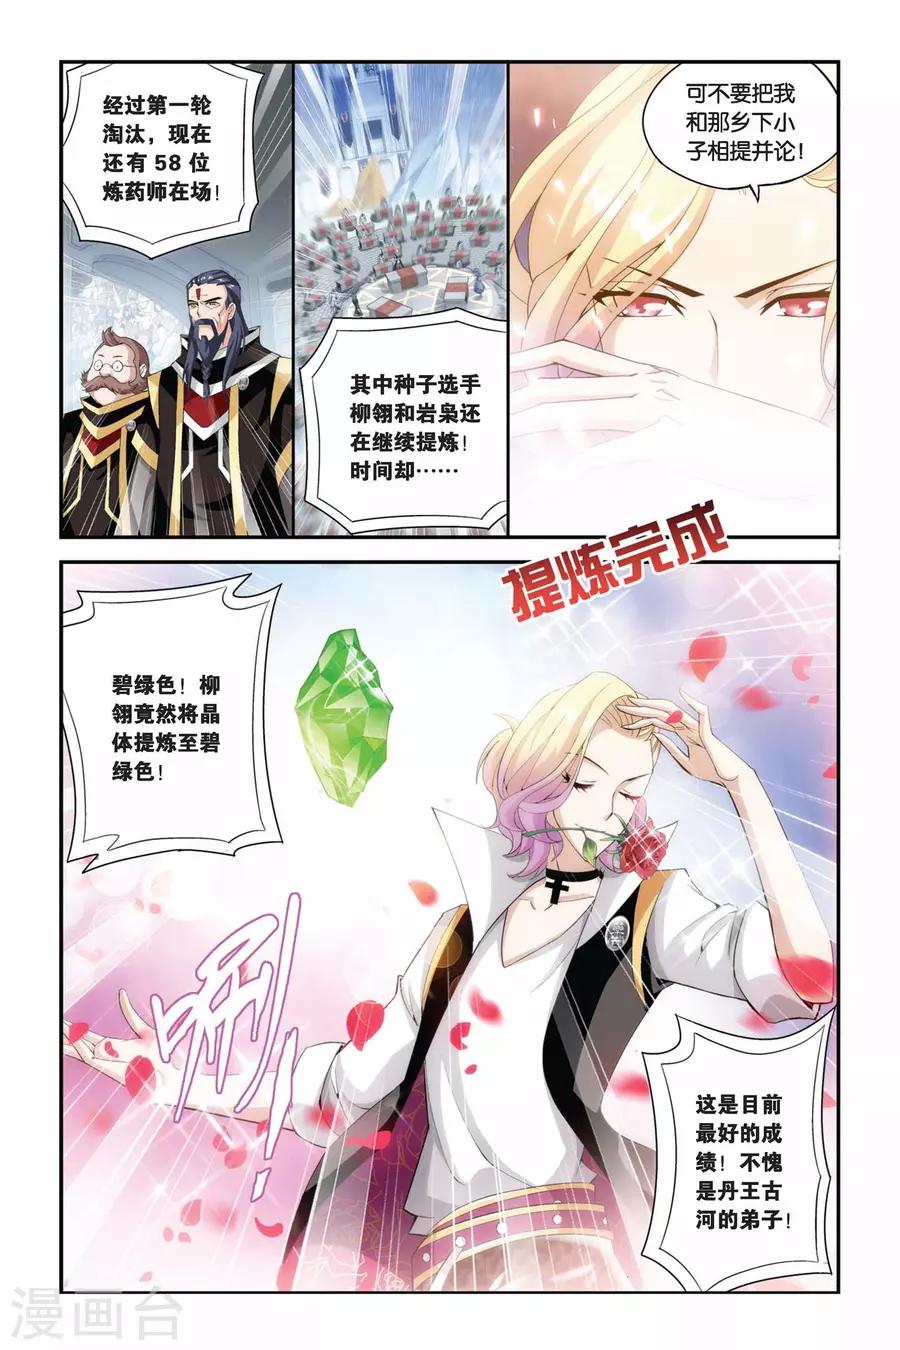 经过第一轮
淘汰，现在
还有58位
炼药师在场！
其中种子选手
柳翎和岩枭还
在继续提炼！
时间却……
可不要把我
和那乡下小
子相提并论！
提炼完成
碧绿色！柳
翎竟然将晶
体提炼至碧
绿色！
唰！
这是目前
最好的成
绩！不愧
是丹王古
河的弟子！
漫画台